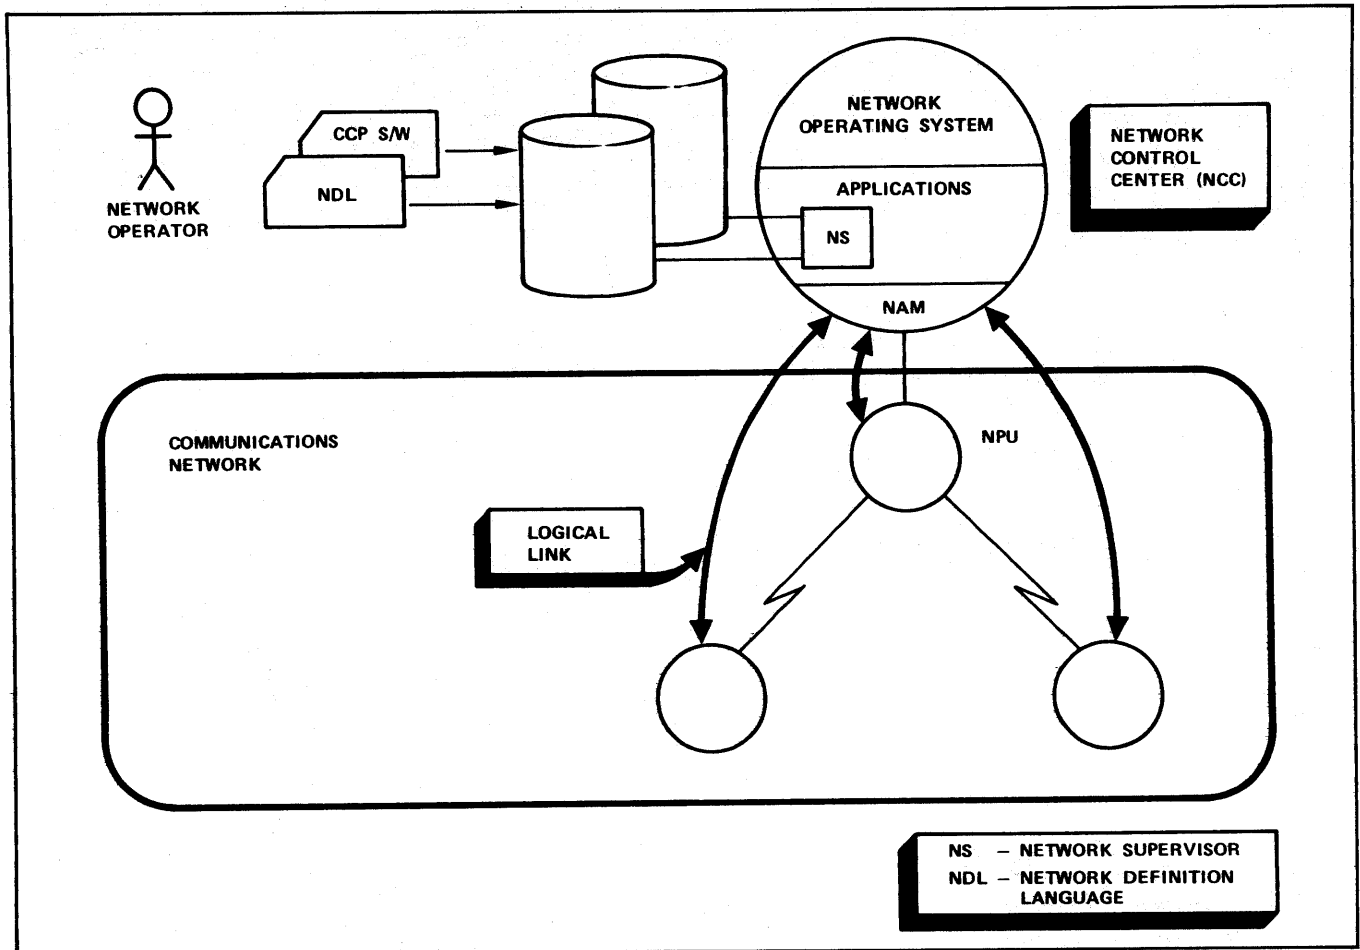 NETWORK
OPERATOR
CCP S/W
NDL
NETWORK
OPERATING SYSTEM
APPLICATIONS
NS
NAM
NETWORK
CONTROL
CENTER (NCC)
COMMUNICATIONS
NETWORK
NPU
LOGICAL
LINK
NS – NETWORK SUPERVISOR
NDL – NETWORK DEFINITION
LANGUAGE